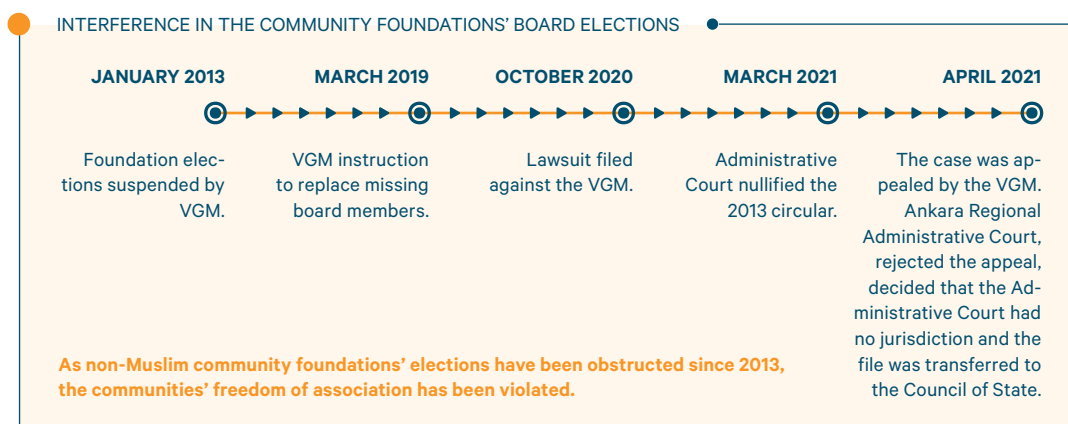 INTERFERENCE IN THE COMMUNITY FOUNDATIONS’ BOARD ELECTIONS
JANUARY 2013
Foundation elec-
tions suspended by
VGM.
MARCH 2019
VGM instruction
to replace missing
board members.
OCTOBER 2020
Lawsuit filed
against the VGM.
MARCH 2021
Administrative
Court nullified the
2013 circular.
APRIL 2021
The case was ap-
pealed by the VGM.
Ankara Regional
Administrative Court,
rejected the appeal,
decided that the Ad-
ministrative Court had
no jurisdiction and the
file was transferred to
the Council of State.
As non-Muslim community foundations’ elections have been obstructed since 2013,
the communities’ freedom of association has been violated.